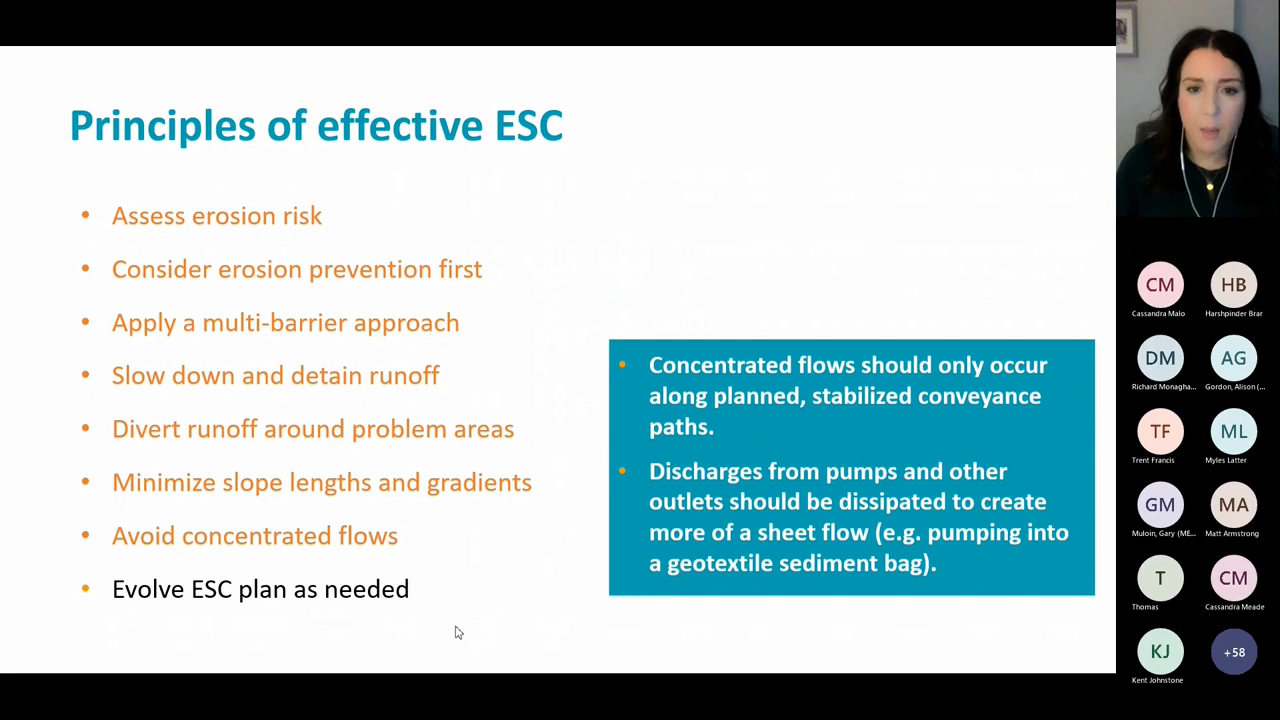 Principles of effective ESC
• Assess erosion risk
• Consider erosion prevention first
• Apply a multi-barrier approach
• Slow down and detain runoff
• Divert runoff around problem areas
• Minimize slope lengths and gradients
• Avoid concentrated flows
• Evolve ESC plan as needed
• Concentrated flows should only occur
along planned, stabilized conveyance
paths.
• Discharges from pumps and other
outlets should be dissipated to create
more of a sheet flow (e.g. pumping into
a geotextile sediment bag).
CM
HB
Cassandra Malo
Harshpinder Brar
DM
AG
Richard Monagha...
Gordon, Alison (...
TF
ML
Trent Francis
Myles Latter
GM
MA
Muloin, Gary (ME...
Matt Armstrong
T
CM
Thomas
Cassandra Meade
KJ
+58
Kent Johnstone